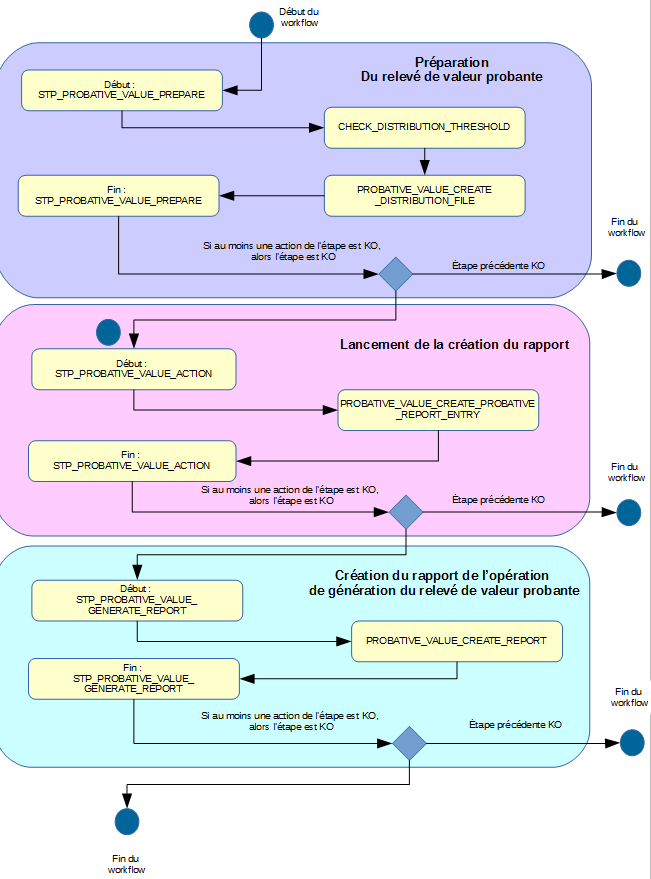 Début du
workflow
Préparation
Du relevé de valeur probante
Début :
STP_PROBATIVE_VALUE_PREPARE
CHECK_DISTRIBUTION_THRESHOLD
Fin :
STP_PROBATIVE_VALUE_PREPARE
PROBATIVE_VALUE_CREATE
_DISTRIBUTION_FILE
Si au moins une action de l'étape est KO,
alors l'étape est KO
Étape précédente KO
Fin du
workflow
Lancement de la création du rapport
Début :
STP_PROBATIVE_VALUE_ACTION
PROBATIVE_VALUE_CREATE_PROBATIVE
_REPORT_ENTRY
Fin :
STP_PROBATIVE_VALUE_ACTION
Si au moins une action de l'étape est KO,
alors l'étape est KO
Étape précédente KO
Fin du
workflow
Création du rapport de l'opération
de génération du relevé de valeur probante
Début :
STP_PROBATIVE_VALUE_
GENERATE_REPORT
PROBATIVE_VALUE_CREATE_REPORT
Fin :
STP_PROBATIVE_VALUE_
GENERATE_REPORT
Si au moins une action de l'étape est KO,
alors l'étape est KO
Étape précédente KO
Fin du
workflow
Fin du
workflow